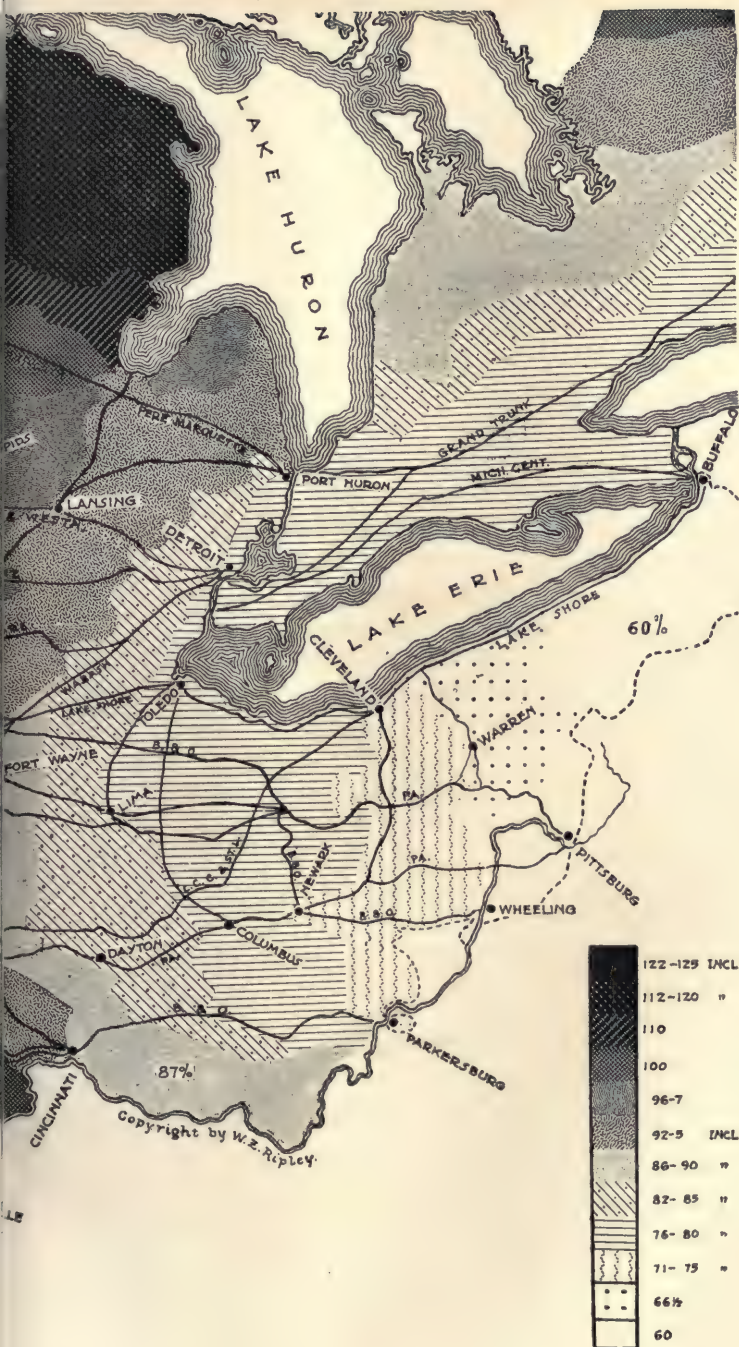 LAKE HURON
PERE MARQUETTE
PIDS
GRAND TRUNK
BUFFALO
MICH. CENT.
PORT HURON
LANSING
DETROIT
LAKE ERIE
LAKE SHORE
60%
CLEVELAND
WABASH
LAKE SHORE
TOLEDO
WARREN
B. & O.
FORT WAYNE
LIMA
PA.
PITTSBURG
B. & O.
NEWARK
PA.
B. & O.
WHEELING
COLUMBUS
DAYTON
PA.
B. & O.
PARKERSBURG
87%
CINCINNATI
Copyright by W. Z. Ripley.
LE
122-125 INCL
112-120 "
110
100
96-7
92-5 INCL
86-90 "
82-85 "
76-80 "
71-75 "
66½
60